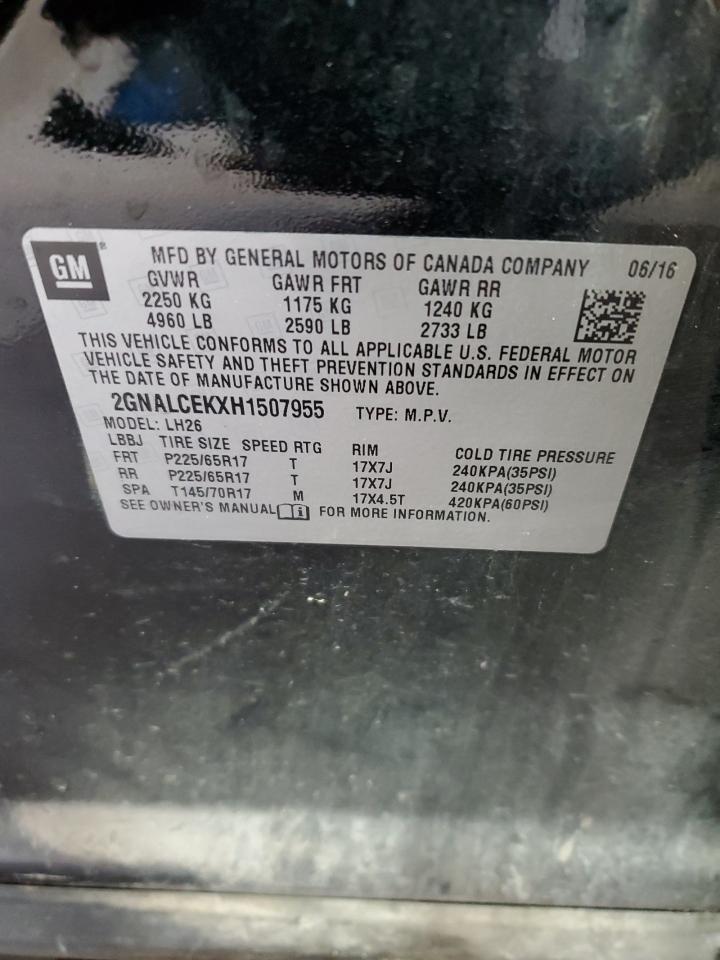 GM
MFD BY GENERAL MOTORS OF CANADA COMPANY 06/16
GVWR GAWR FRT GAWR RR
2250 KG 1175 KG 1240 KG
4960 LB 2590 LB 2733 LB
THIS VEHICLE CONFORMS TO ALL APPLICABLE U.S. FEDERAL MOTOR
VEHICLE SAFETY AND THEFT PREVENTION STANDARDS IN EFFECT ON
THE DATE OF MANUFACTURE SHOWN ABOVE.
2GNALCEKXH1507955 TYPE: M.P.V.
MODEL: LH26
LBBJ TIRE SIZE SPEED RTG RIM COLD TIRE PRESSURE
FRT P225/65R17 T 17X7J 240KPA(35PSI)
RR P225/65R17 T 17X7J 240KPA(35PSI)
SPA T145/70R17 M 17X4.5T 420KPA(60PSI)
SEE OWNER'S MANUAL FOR MORE INFORMATION.